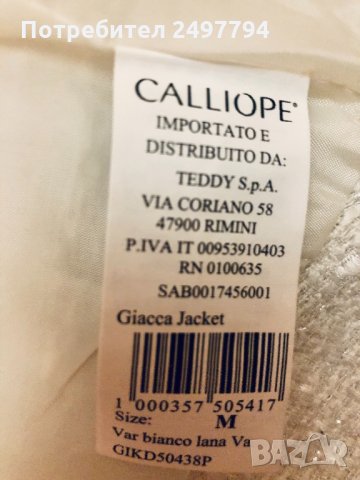 Потребител 2497794
CALLIOPE®
IMPORTATO E
DISTRIBUITO DA:
TEDDY S.p.A.
VIA CORIANO 58
47900 RIMINI
P.IVA IT 00953910403
RN 0100635
SAB0017456001
Giacca Jacket
1 000357 505417
Size: M
Var bianco lana Va
GIKD50438P
BAZAR